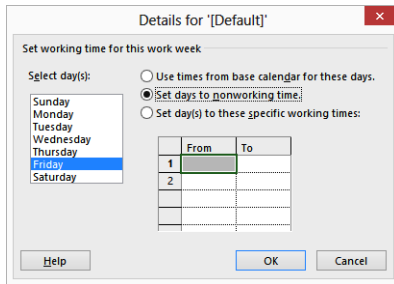 Details for '[Default]'
Set working time for this work week
Select day(s):
Sunday
Monday
Tuesday
Wednesday
Thursday
Friday
Saturday
Use times from base calendar for these days.
Set days to nonworking time.
Set day(s) to these specific working times:
From To
1
2
Help OK Cancel